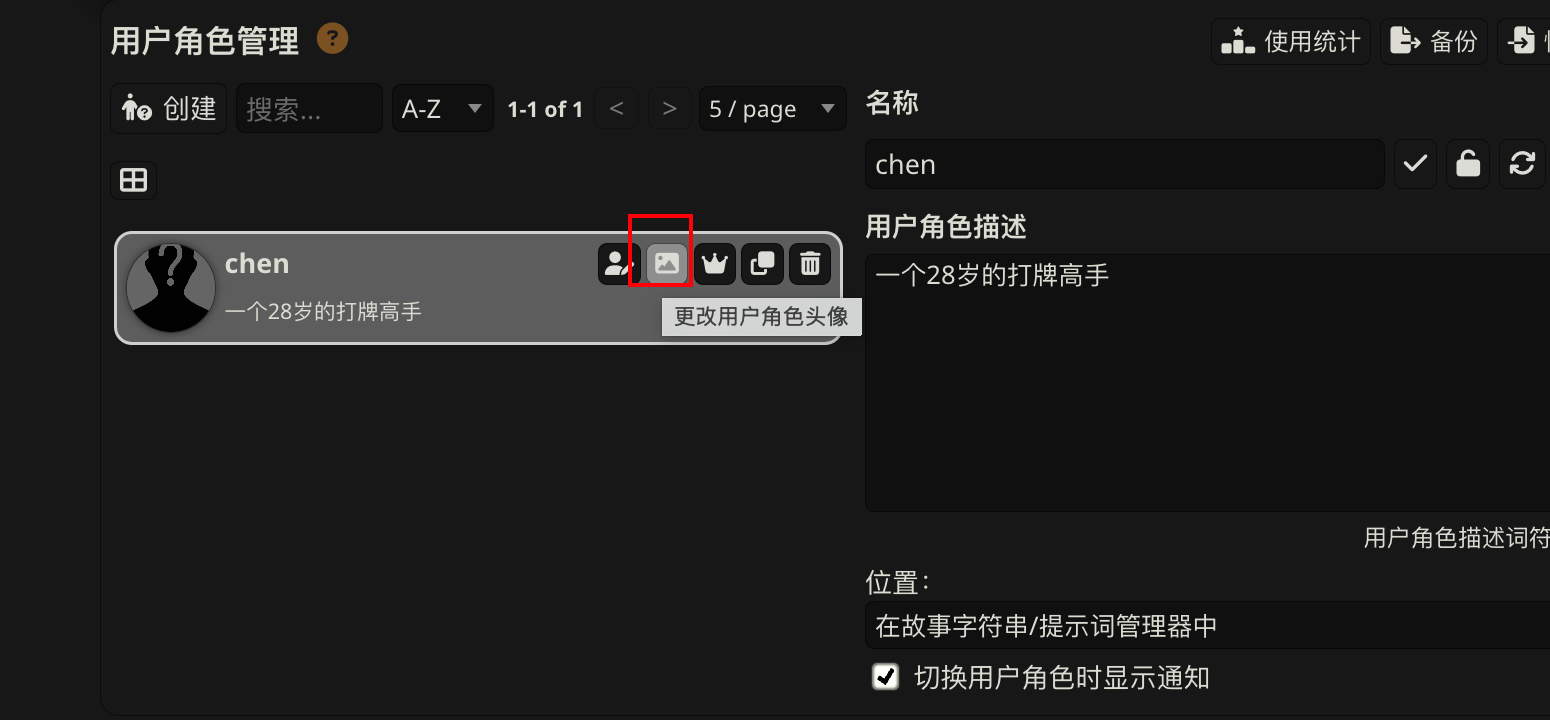 用户角色管理 ?
使用统计
备份
创建
搜索...
A-Z
1-1 of 1
<
>
5 / page
名称
chen
用户角色描述
chen
一个28岁的打牌高手
更改用户角色头像
一个28岁的打牌高手
用户角色描述词符
位置:
在故事字符串/提示词管理器中
切换用户角色时显示通知